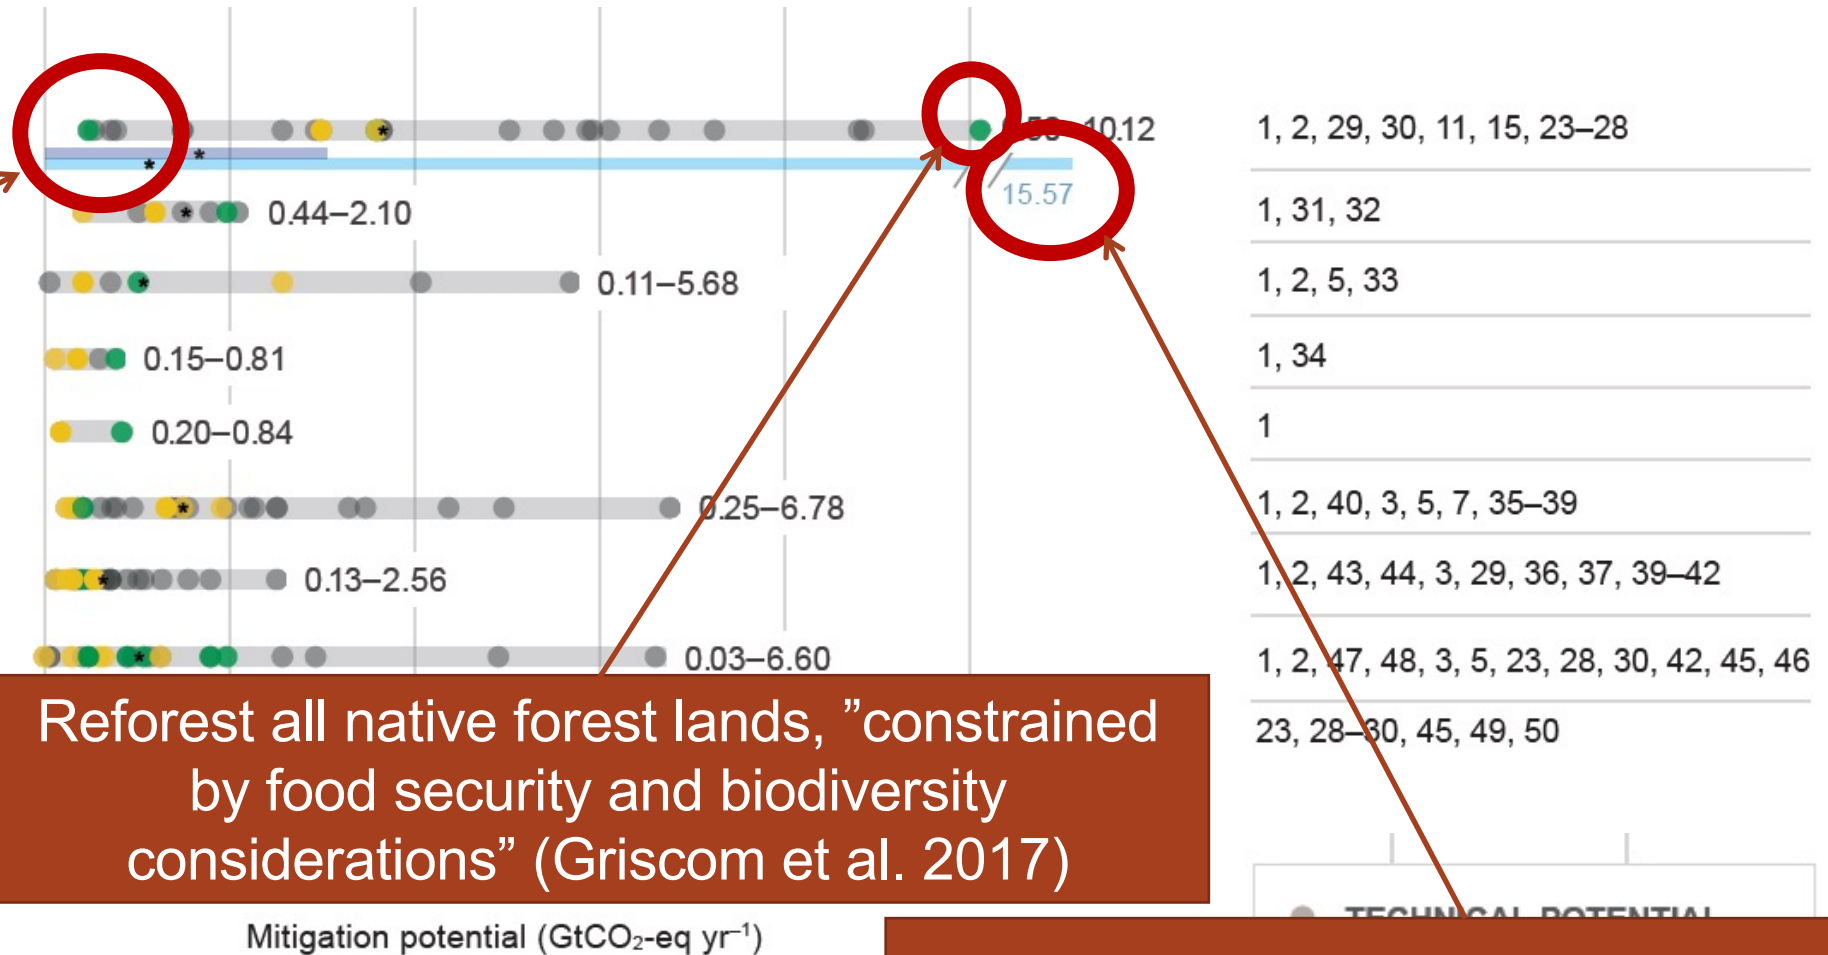 10.12 1, 2, 29, 30, 11, 15, 23–28
15.57
0.44–2.10 1, 31, 32
0.11–5.68 1, 2, 5, 33
0.15–0.81 1, 34
0.20–0.84 1
0.25–6.78 1, 2, 40, 3, 5, 7, 35–39
0.13–2.56 1, 2, 43, 44, 3, 29, 36, 37, 39–42
0.03–6.60 1, 2, 47, 48, 3, 5, 23, 28, 30, 42, 45, 46
23, 28–30, 45, 49, 50
Reforest all native forest lands, ”constrained
by food security and biodiversity
considerations” (Griscom et al. 2017)
TECHNICAL POTENTIAL
Mitigation potential (GtCO₂-eq yr⁻¹)